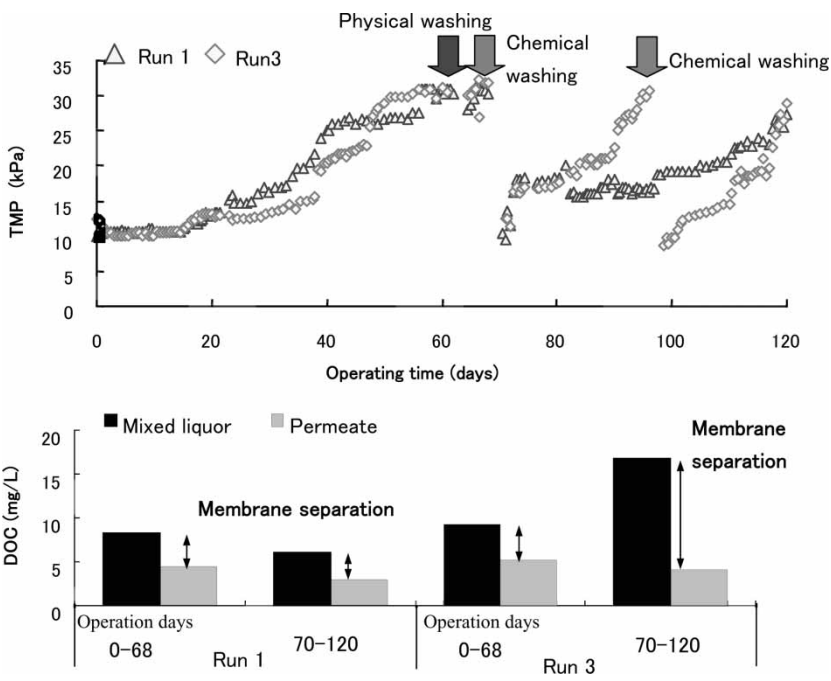 Physical washing
Run 1
Run3
Chemical
washing
Chemical washing
35
30
25
20
15
10
5
0
TMP (kPa)
0
20
40
60
80
100
120
Operating time (days)
Mixed liquor
Permeate
20
15
10
5
0
DOC (mg/L)
Membrane separation
Membrane
separation
Operation days
0-68
70-120
Operation days
0-68
70-120
Run 1
Run 3